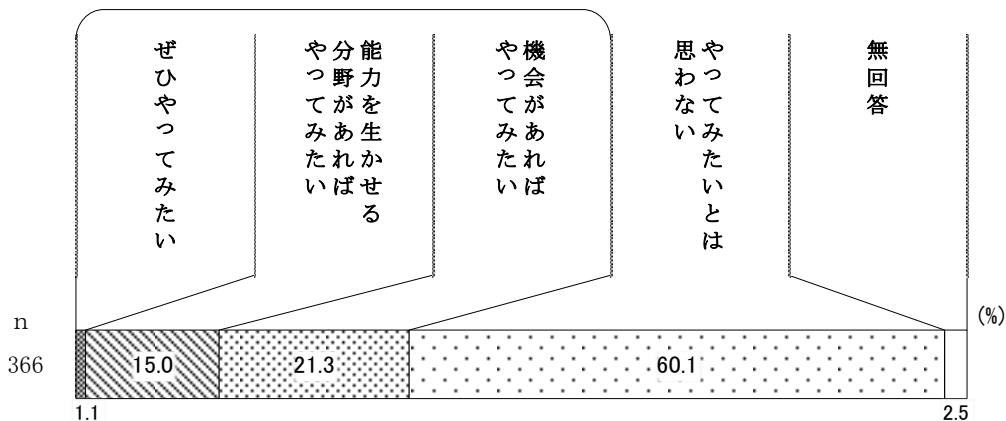 ぜひやってみたい
能力を生かせる
分野があれば
やってみたい
機会があれば
やってみたい
やってみたいとは
思わない
無回答
(%)
n
366
15.0
21.3
60.1
1.1
2.5